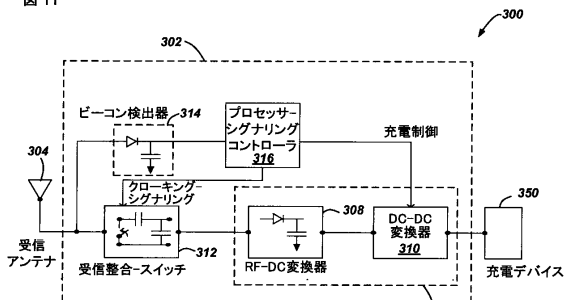 図 11
300
302
ビーコン検出器
314
プロセッサ-
シグナリング
コントローラ
316
充電制御
304
クローキング-
シグナリング
350
308
DC-DC
変換器
310
312
受信
アンテナ
受信整合-スイッチ
RF-DC変換器
充電デバイス